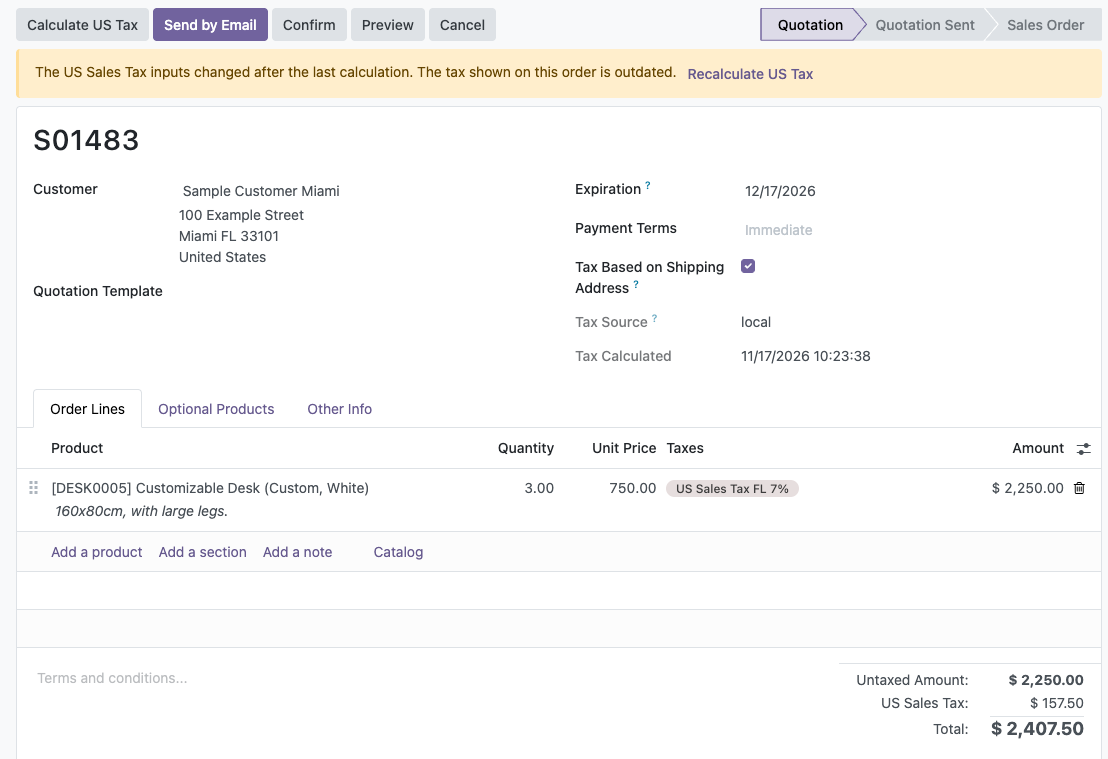 Calculate US Tax Send by Email Confirm Preview Cancel Quotation Quotation Sent Sales Order
The US Sales Tax inputs changed after the last calculation. The tax shown on this order is outdated. Recalculate US Tax
S01483
Customer Sample Customer Miami
100 Example Street
Miami FL 33101
United States
Quotation Template
Expiration ? 12/17/2026
Payment Terms Immediate
Tax Based on Shipping
Address ?
Tax Source ? local
Tax Calculated 11/17/2026 10:23:38
Order Lines Optional Products Other Info
Product Quantity Unit Price Taxes Amount
[DESK0005] Customizable Desk (Custom, White) 3.00 750.00 US Sales Tax FL 7% $ 2,250.00
160x80cm, with large legs.
Add a product Add a section Add a note Catalog
Terms and conditions...
Untaxed Amount: $ 2,250.00
US Sales Tax: $ 157.50
Total: $ 2,407.50